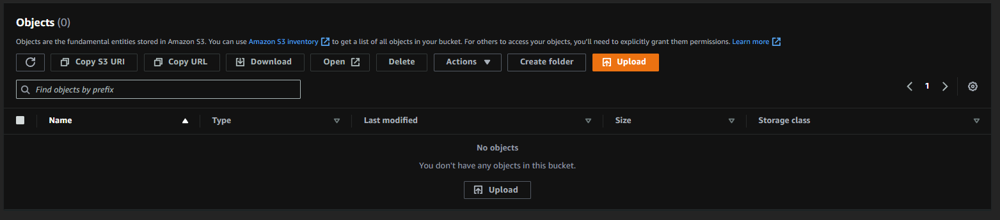 Objects (0)
Objects are the fundamental entities stored in Amazon S3. You can use Amazon S3 inventory to get a list of all objects in your bucket. For others to access your objects, you'll need to explicitly grant them permissions. Learn more
Copy S3 URI Copy URL Download Open Delete Actions Create folder Upload
Find objects by prefix 1
Name Type Last modified Size Storage class
No objects
You don't have any objects in this bucket.
Upload